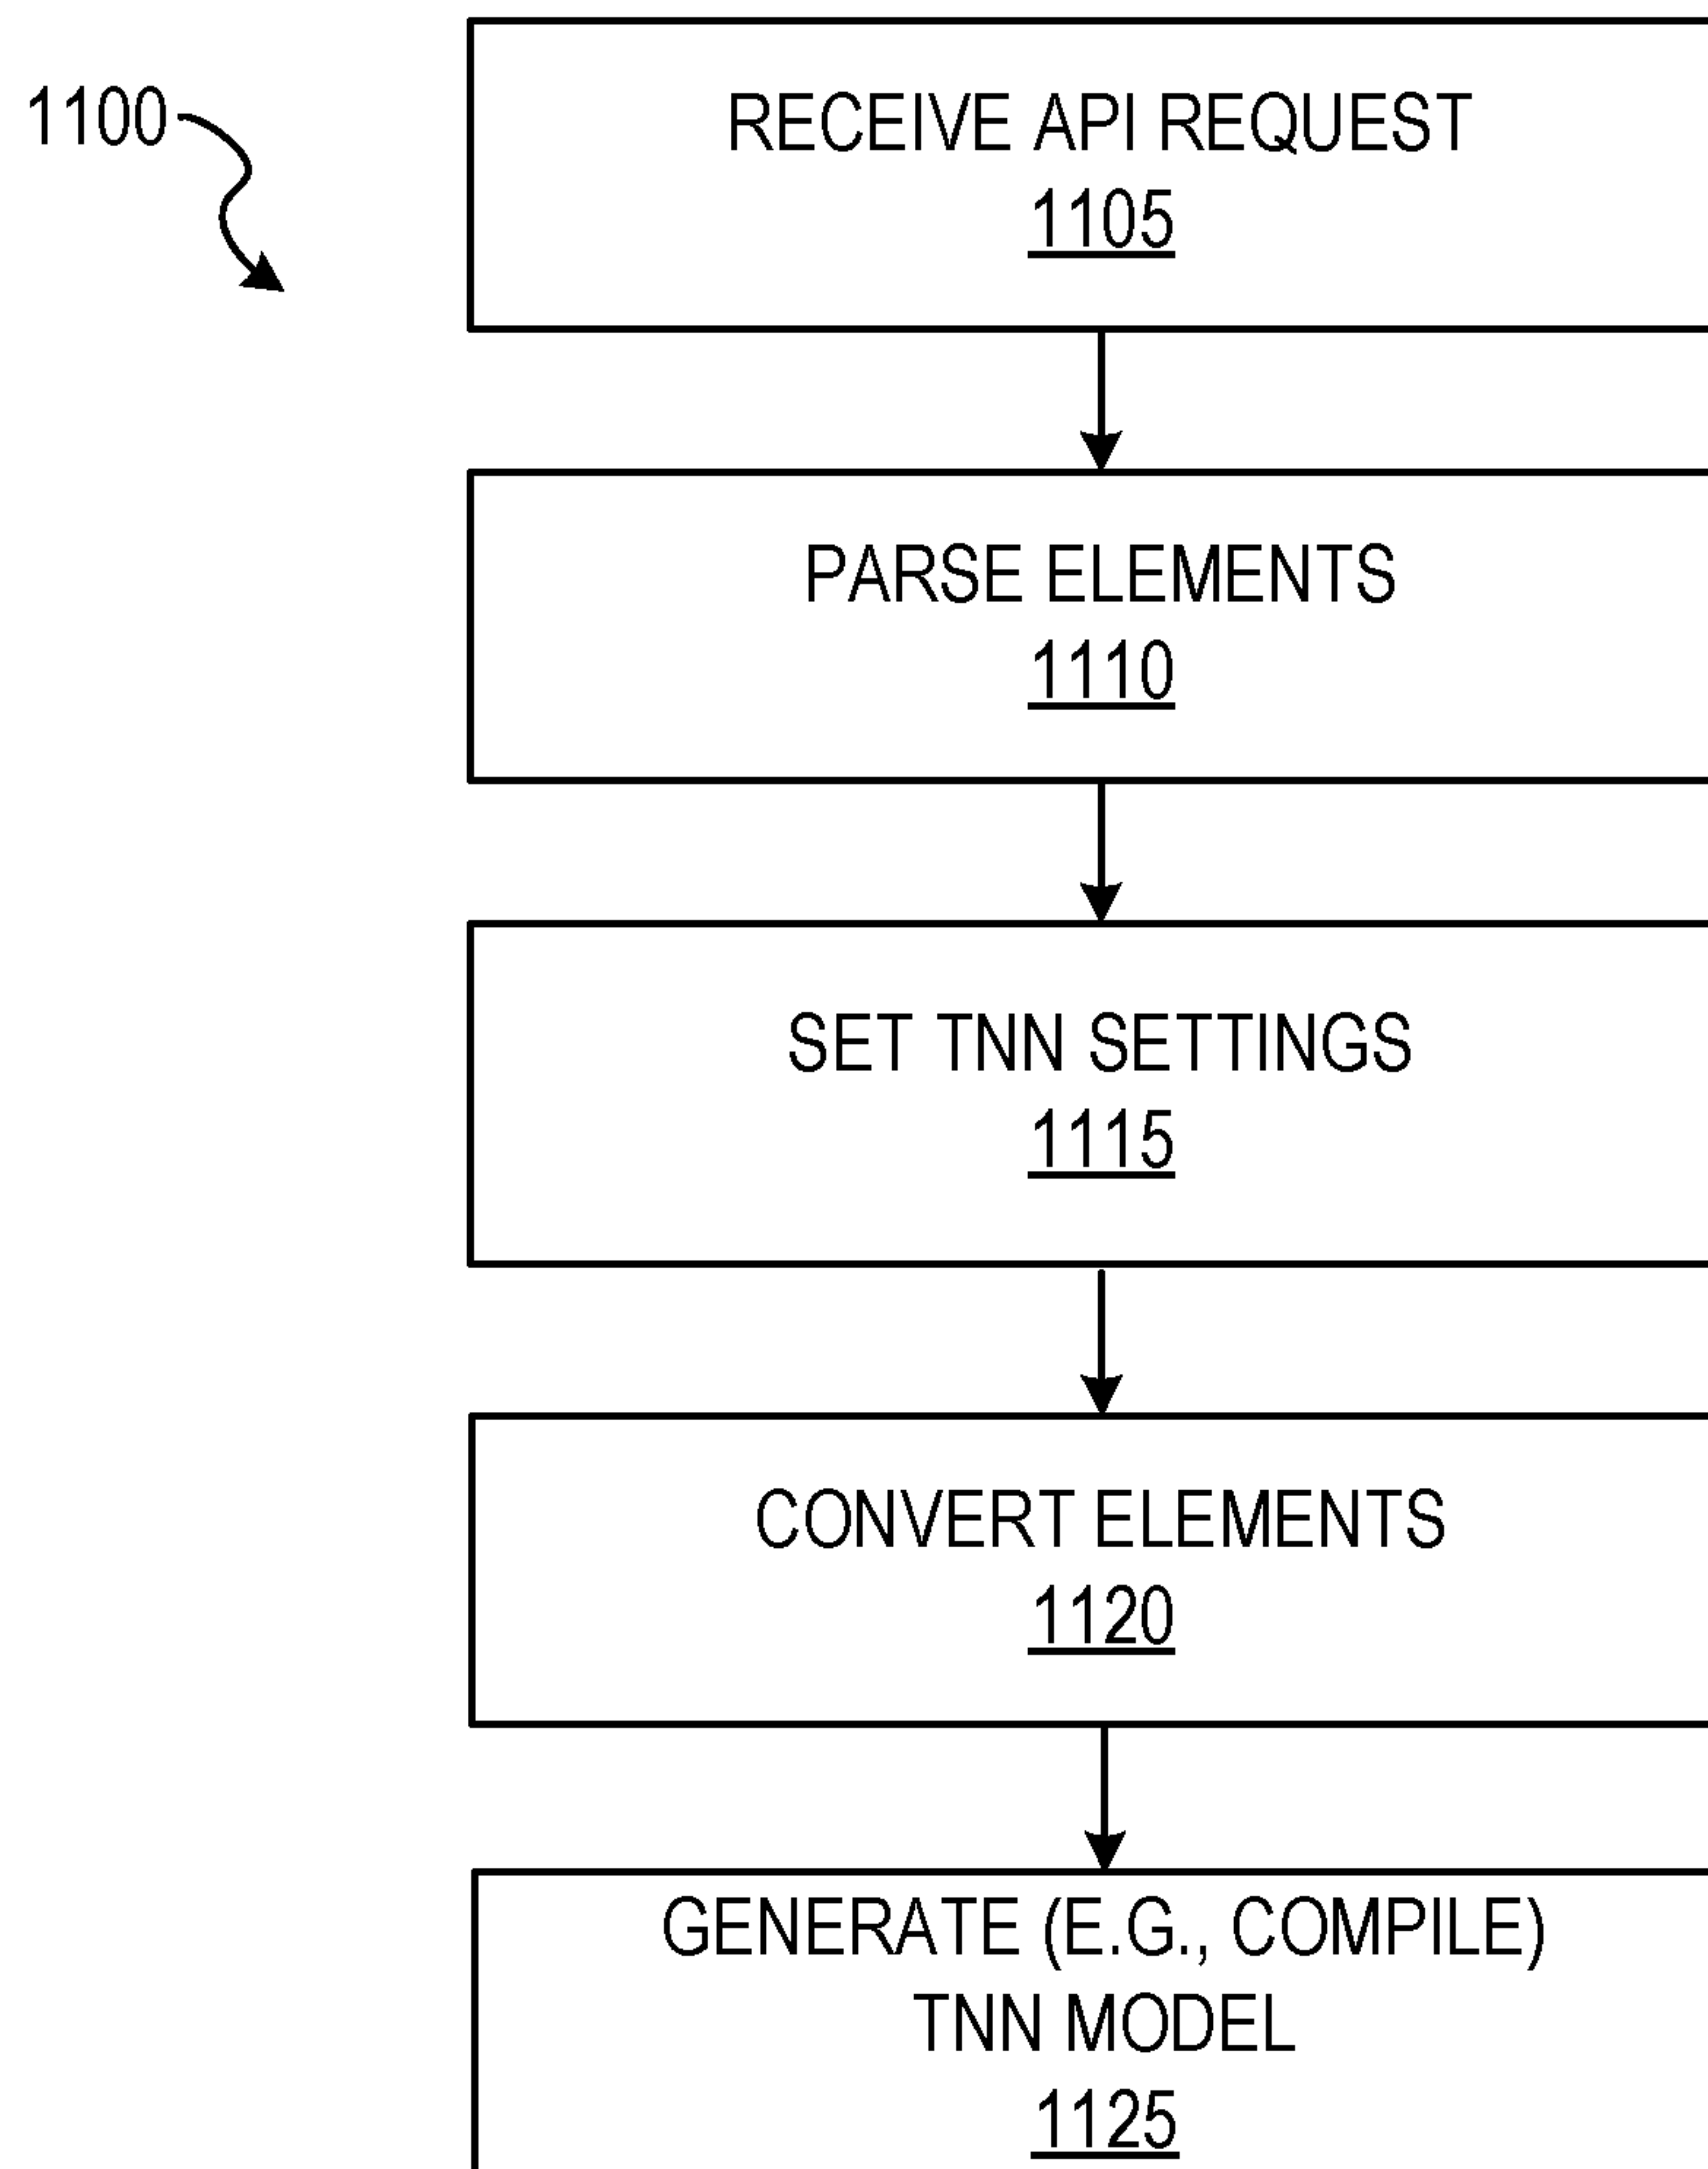 1100
RECEIVE API REQUEST
1105
PARSE ELEMENTS
1110
SET TNN SETTINGS
1115
CONVERT ELEMENTS
1120
GENERATE (E.G., COMPILE)
TNN MODEL
1125